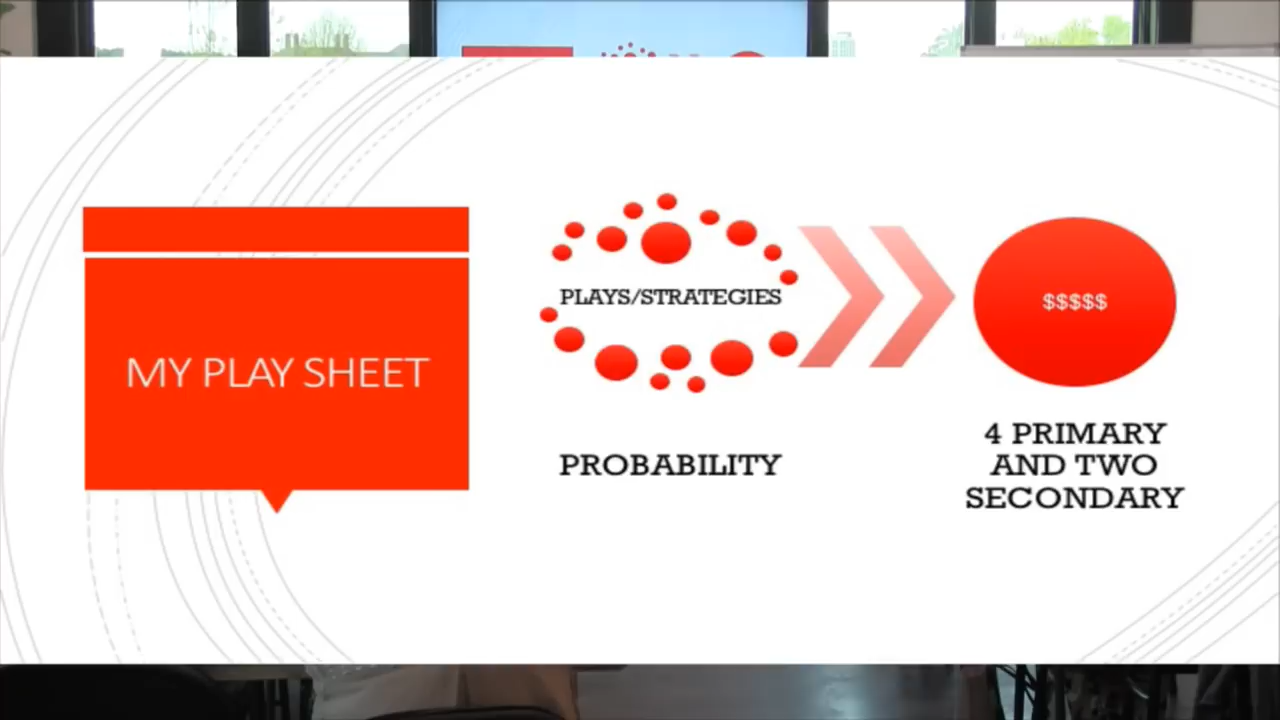 MY PLAY SHEET
PLAYS/STRATEGIES
PROBABILITY
$$$$$
4 PRIMARY
AND TWO
SECONDARY